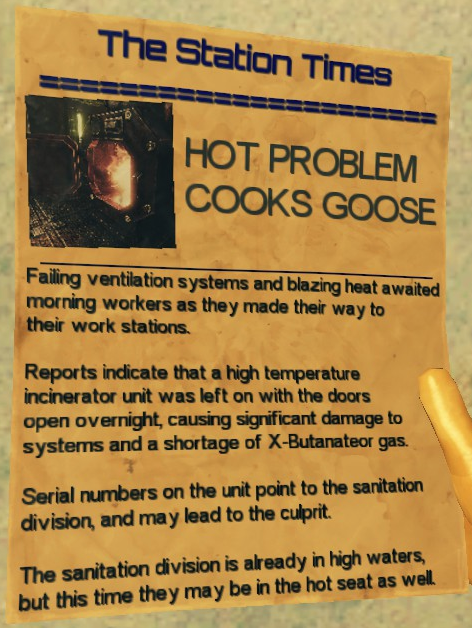 The Station Times
HOT PROBLEM
COOKS GOOSE
Failing ventilation systems and blazing heat awaited
morning workers as they made their way to
their work stations.
Reports indicate that a high temperature
incinerator unit was left on with the doors
open overnight, causing significant damage to
systems and a shortage of X-Butanateor gas.
Serial numbers on the unit point to the sanitation
division, and may lead to the culprit.
The sanitation division is already in high waters,
but this time they may be in the hot seat as well.